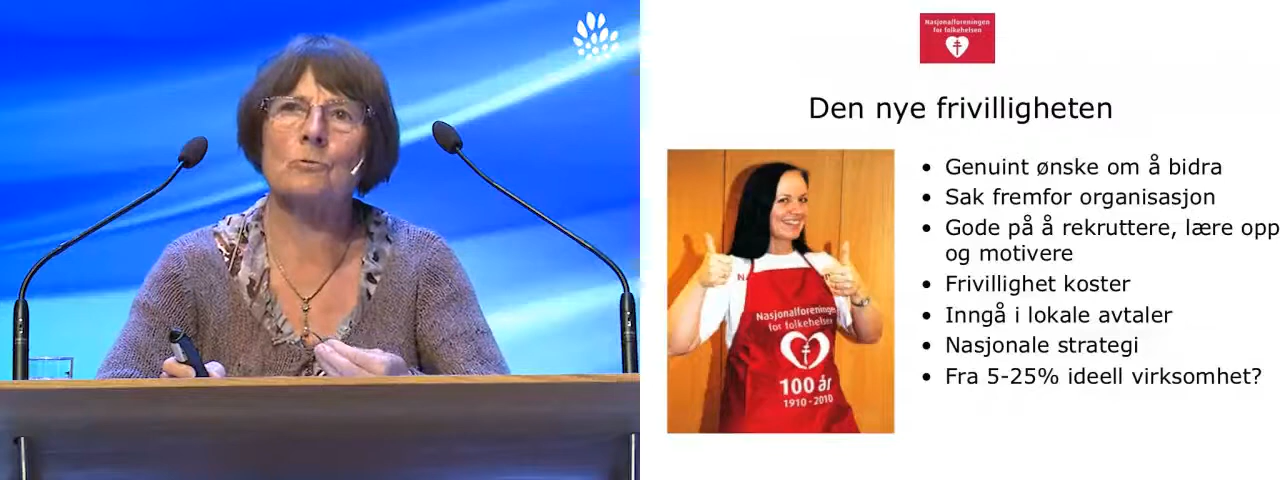 Nasjonalforeningen
for folkehelsen
Den nye frivilligheten
• Genuint ønske om å bidra
• Sak fremfor organisasjon
• Gode på å rekruttere, lære opp
og motivere
• Frivillighet koster
• Inngå i lokale avtaler
• Nasjonale strategi
• Fra 5-25% ideell virksomhet?
Nasjonalforeningen
for folkehelsen
100 år
1910 - 2010